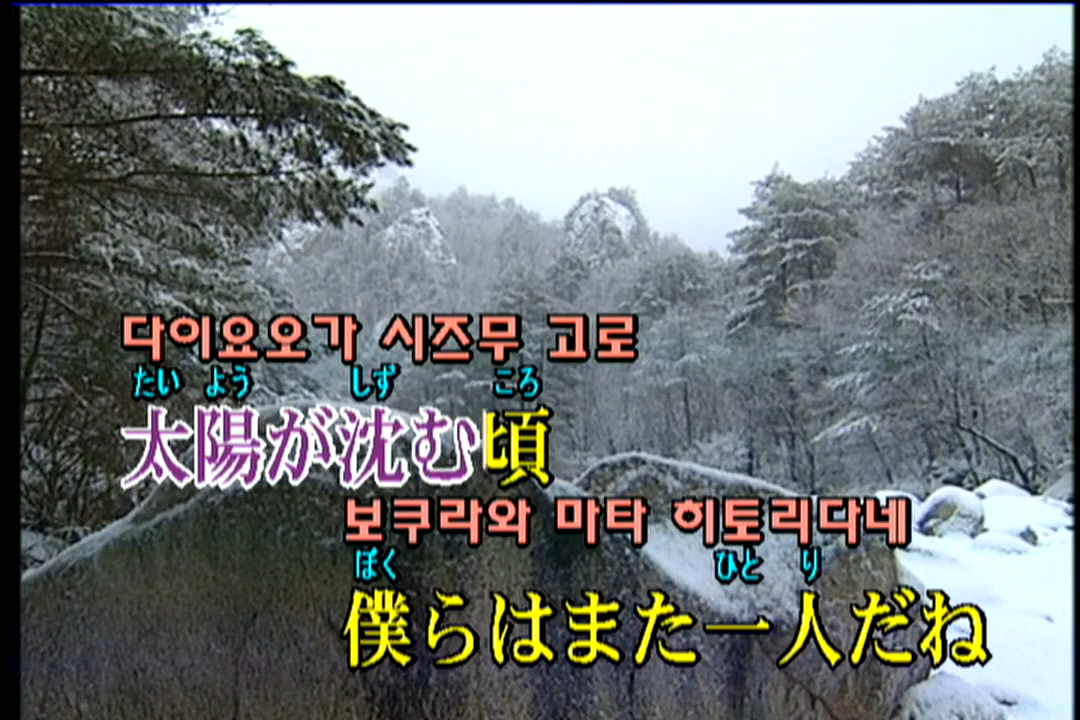 다이요오가 시즈무 고로
たい よう しず ころ
太陽が沈む頃
보쿠라와 마타 히토리다네
ぼく ひと り
僕らはまた一人だね